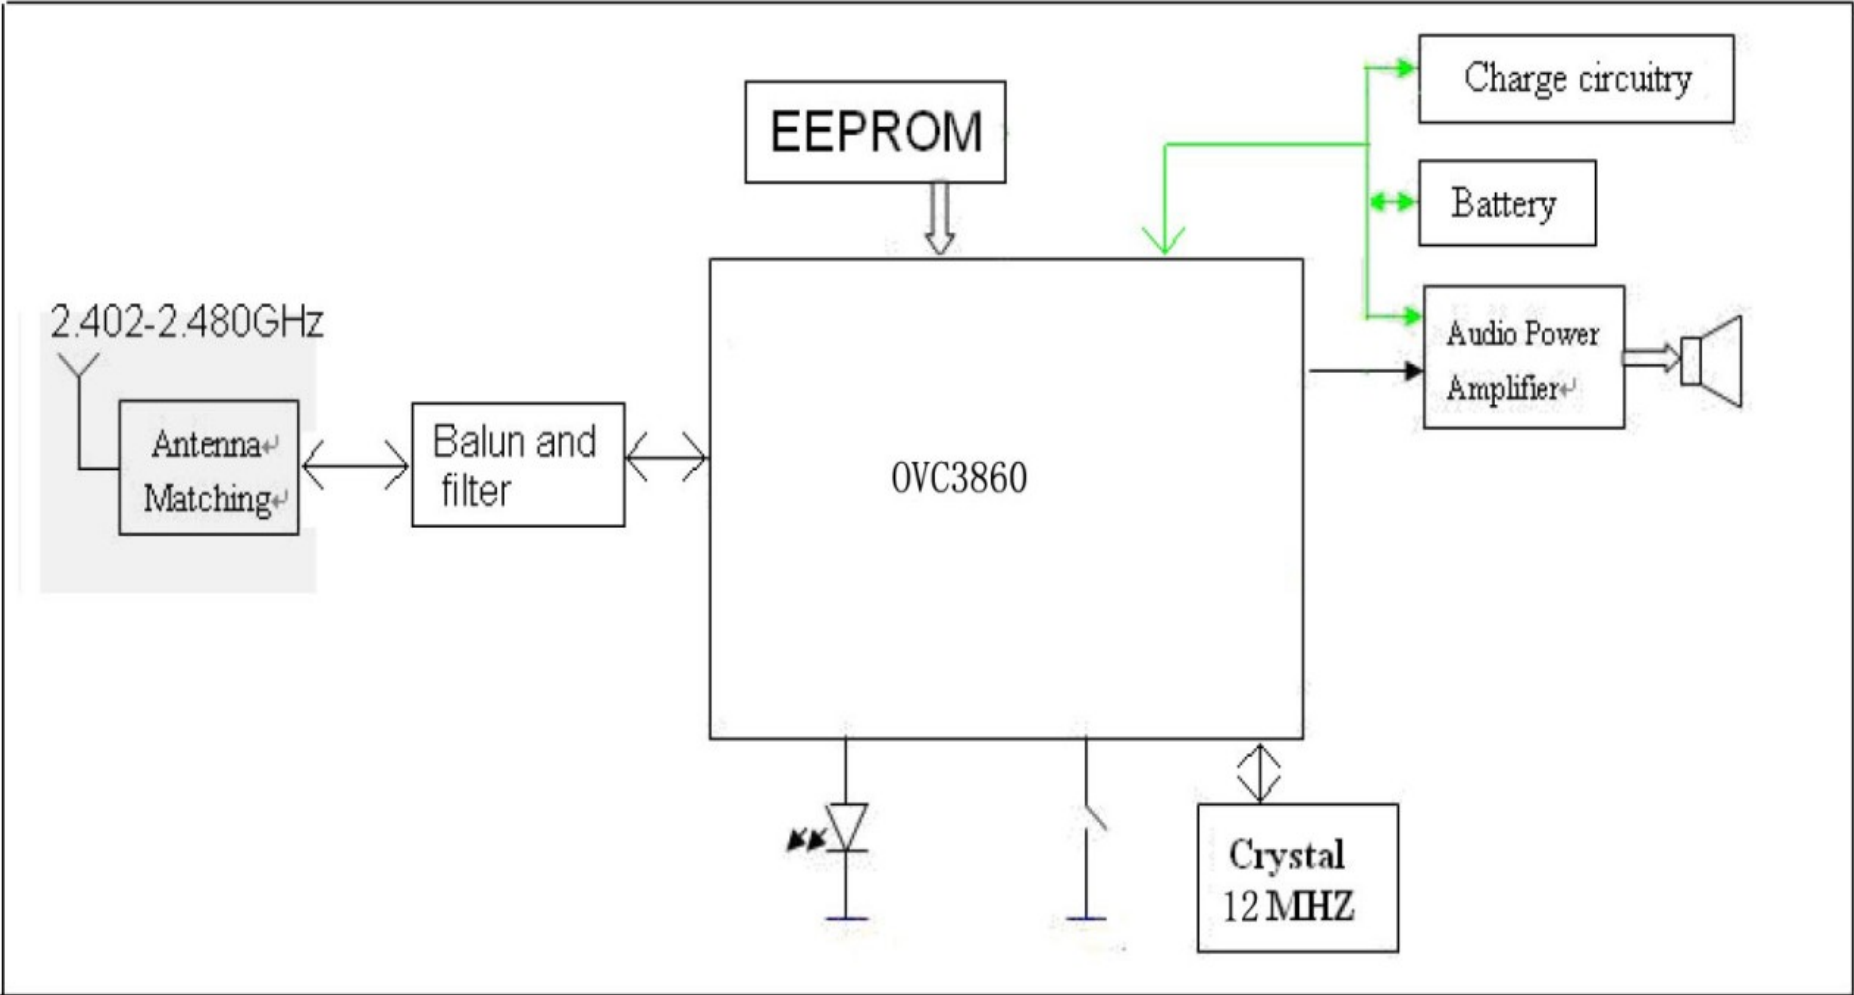 Charge circuitry
EEPROM
Battery
2.402-2.480GHz
Audio Power
Amplifier
Antenna
Matching
Balun and
filter
OVC3860
Crystal
12 MHZ